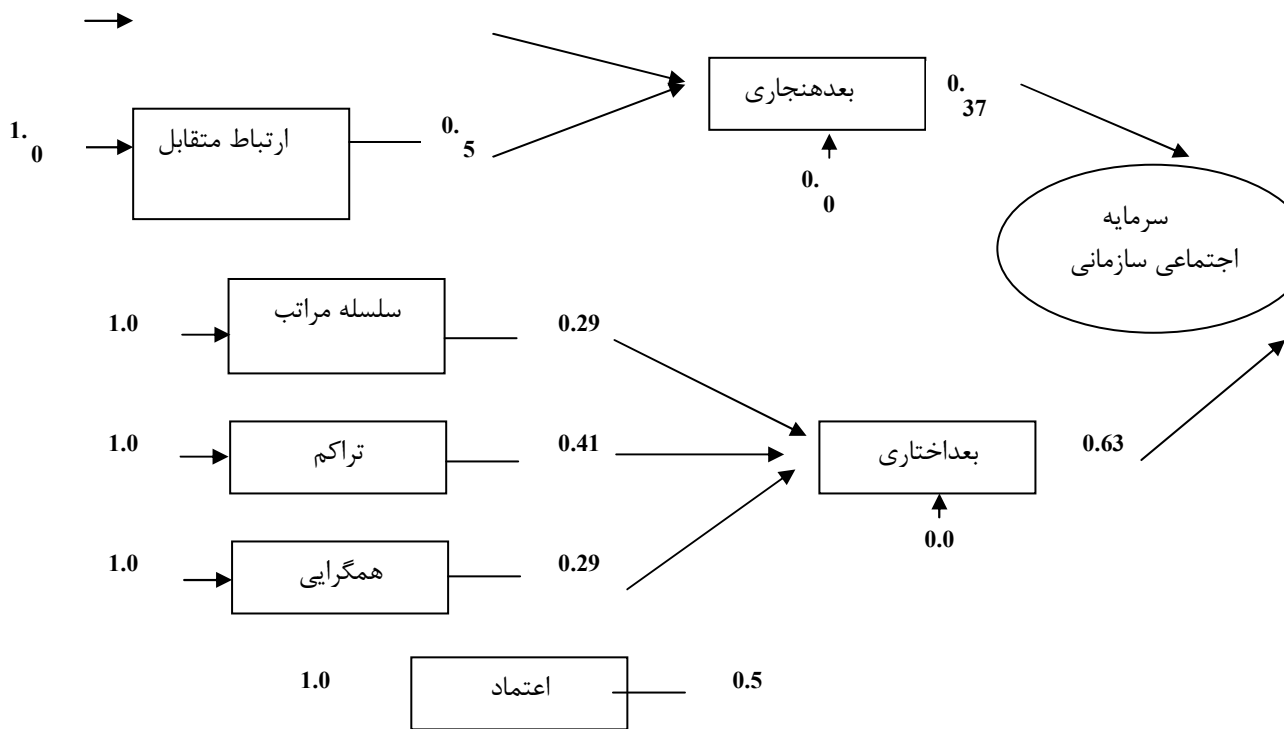 بعدهنجاری
0.
37
1.
0
ارتباط متقابل
0.
5
0.
0
سرمایه
اجتماعی سازمانی
1.0
سلسله مراتب
0.29
1.0
تراکم
0.41
بعداختاری
0.63
0.0
1.0
همگرایی
0.29
1.0
اعتماد
0.5